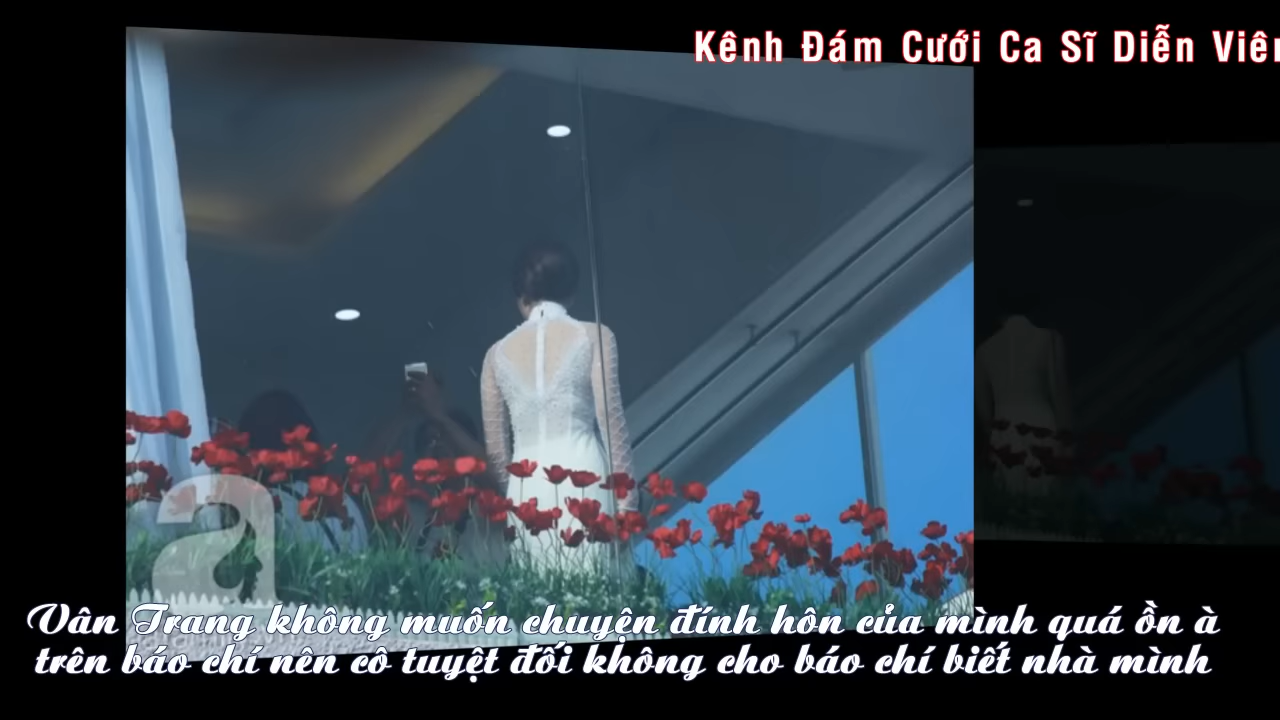 Kênh Đám Cưới Ca Sĩ Diễn Viên
a
Vân Trang không muốn chuyện đính hôn của mình quá ồn à
trên báo chí nên cô tuyệt đối không cho báo chí biết nhà mình